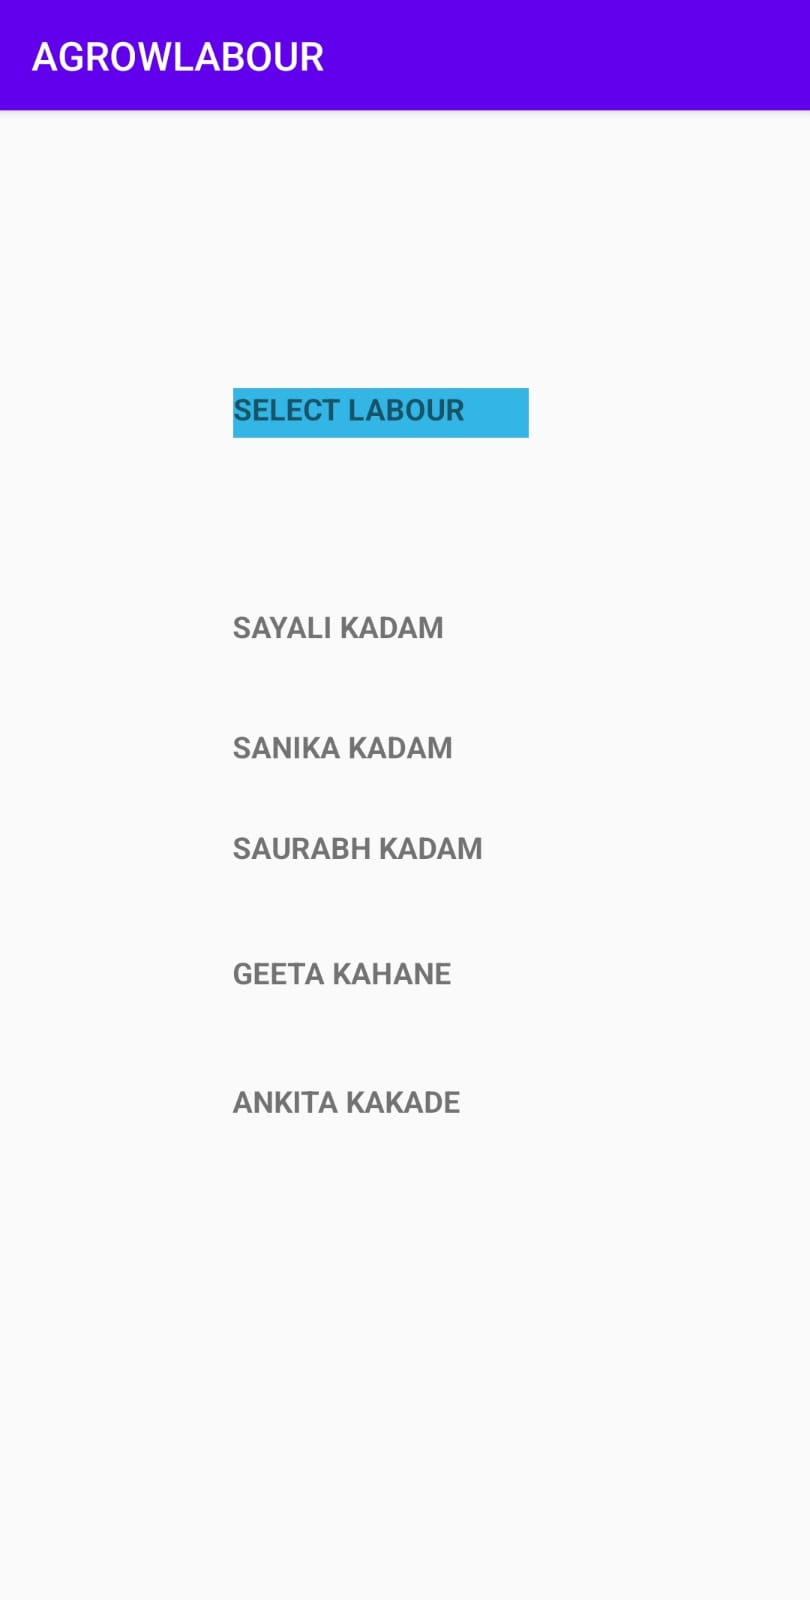 AGROWLABOUR
SELECT LABOUR
SAYALI KADAM
SANIKA KADAM
SAURABH KADAM
GEETA KAHANE
ANKITA KAKADE